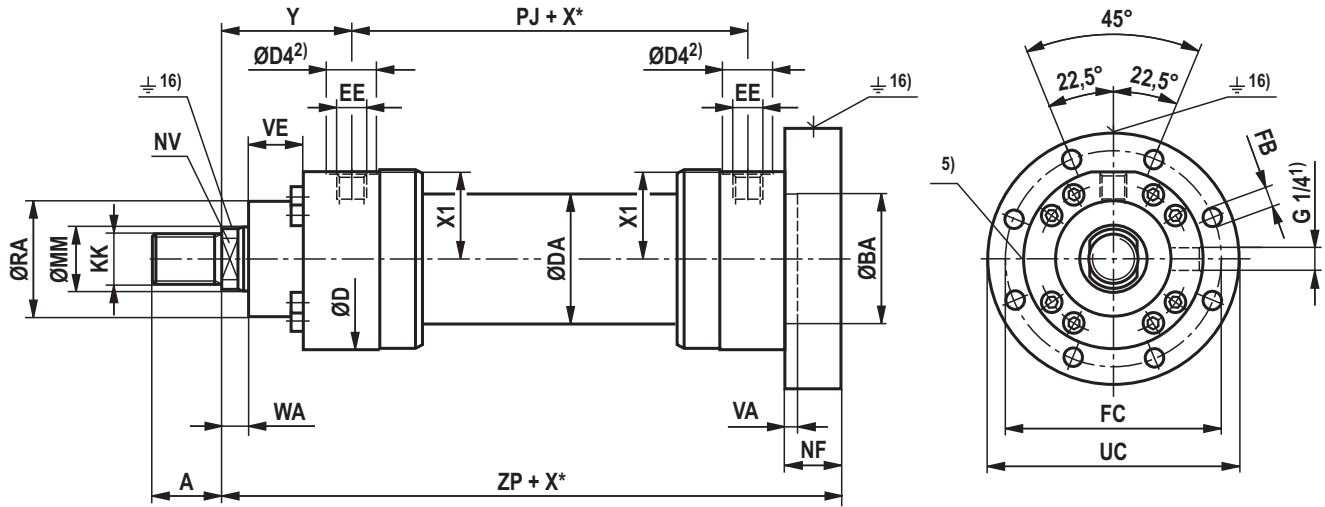 Y
PJ + X*
45°
ØD4²⁾
ØD4²⁾
⏚ 16)
22,5°
22,5°
⏚ 16)
⏚ 16)
EE
EE
VE
NV
FB
5)
G 1/4¹⁾
X1
X1
ØRA
ØMM
KK
ØD
ØDA
ØBA
WA
VA
FC
NF
UC
A
ZP + X*